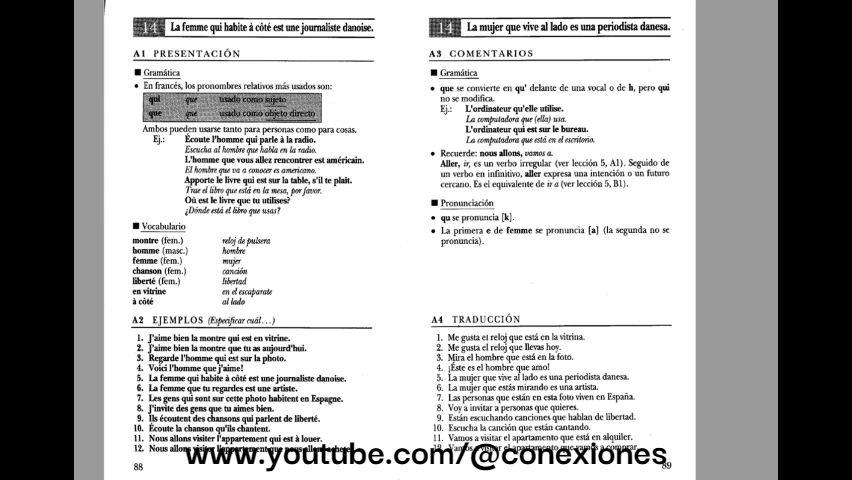 14 La femme qui habite à côté est une journaliste danoise.
A1 PRESENTACIÓN
■ Gramática
• En francés, los pronombres relativos más usados son:
qui que usado como sujeto
que que usado como objeto directo
Ambos pueden usarse tanto para personas como para cosas.
Ej.: Écoute l'homme qui parle à la radio.
Escucha al hombre que habla en la radio.
L'homme que vous allez rencontrer est américain.
El hombre que va a conocer es americano.
Apporte le livre qui est sur la table, s'il te plaît.
Trae el libro que está en la mesa, por favor.
Où est le livre que tu utilises?
¿Dónde está el libro que usas?
■ Vocabulario
montre (fem.) reloj de pulsera
homme (masc.) hombre
femme (fem.) mujer
chanson (fem.) canción
liberté (fem.) libertad
en vitrine en el escaparate
à côté al lado
A2 EJEMPLOS (Especificar cuál...)
1. J'aime bien la montre qui est en vitrine.
2. J'aime bien la montre que tu as aujourd'hui.
3. Regarde l'homme qui est sur la photo.
4. Voici l'homme que j'aime!
5. La femme qui habite à côté est une journaliste danoise.
6. La femme que tu regardes est une artiste.
7. Les gens qui sont sur cette photo habitent en Espagne.
8. J'invite des gens que tu aimes bien.
9. Ils écoutent des chansons qui parlent de liberté.
10. Écoute la chanson qu'ils chantent.
11. Nous allons visiter l'appartement qui est à louer.
12. Nous allons visiter l'appartement que nous allons acheter.
88
14 La mujer que vive al lado es una periodista danesa.
A3 COMENTARIOS
■ Gramática
• que se convierte en qu' delante de una vocal o de h, pero qui
no se modifica.
Ej.: L'ordinateur qu'elle utilise.
La computadora que (ella) usa.
L'ordinateur qui est sur le bureau.
La computadora que está en el escritorio.
• Recuerde: nous allons, vamos a.
Aller, ir, es un verbo irregular (ver lección 5, A1). Seguido de
un verbo en infinitivo, aller expresa una intención o un futuro
cercano. Es el equivalente de ir a (ver lección 5, B1).
■ Pronunciación
• qu se pronuncia [k].
• La primera e de femme se pronuncia [a] (la segunda no se
pronuncia).
A4 TRADUCCIÓN
1. Me gusta el reloj que está en la vitrina.
2. Me gusta el reloj que llevas hoy.
3. Mira el hombre que está en la foto.
4. ¡Éste es el hombre que amo!
5. La mujer que vive al lado es una periodista danesa.
6. La mujer que estás mirando es una artista.
7. Las personas que están en esta foto viven en España.
8. Voy a invitar a personas que quieres.
9. Están escuchando canciones que hablan de libertad.
10. Escucha la canción que están cantando.
11. Vamos a visitar el apartamento que está en alquiler.
12. Vamos a visitar el apartamento que vamos a comprar.
89
www.youtube.com/@conexiones